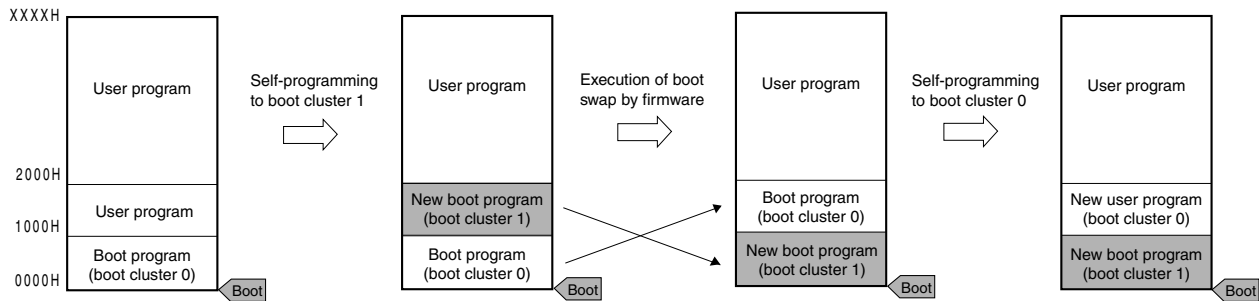 XXXXH
User program
2000H
User program
1000H
Boot program
(boot cluster 0)
0000H
Boot
Self-programming
to boot cluster 1
User program
New boot program
(boot cluster 1)
Boot program
(boot cluster 0)
Boot
Execution of boot
swap by firmware
User program
Boot program
(boot cluster 0)
New boot program
(boot cluster 1)
Boot
Self-programming
to boot cluster 0
User program
New user program
(boot cluster 0)
New boot program
(boot cluster 1)
Boot